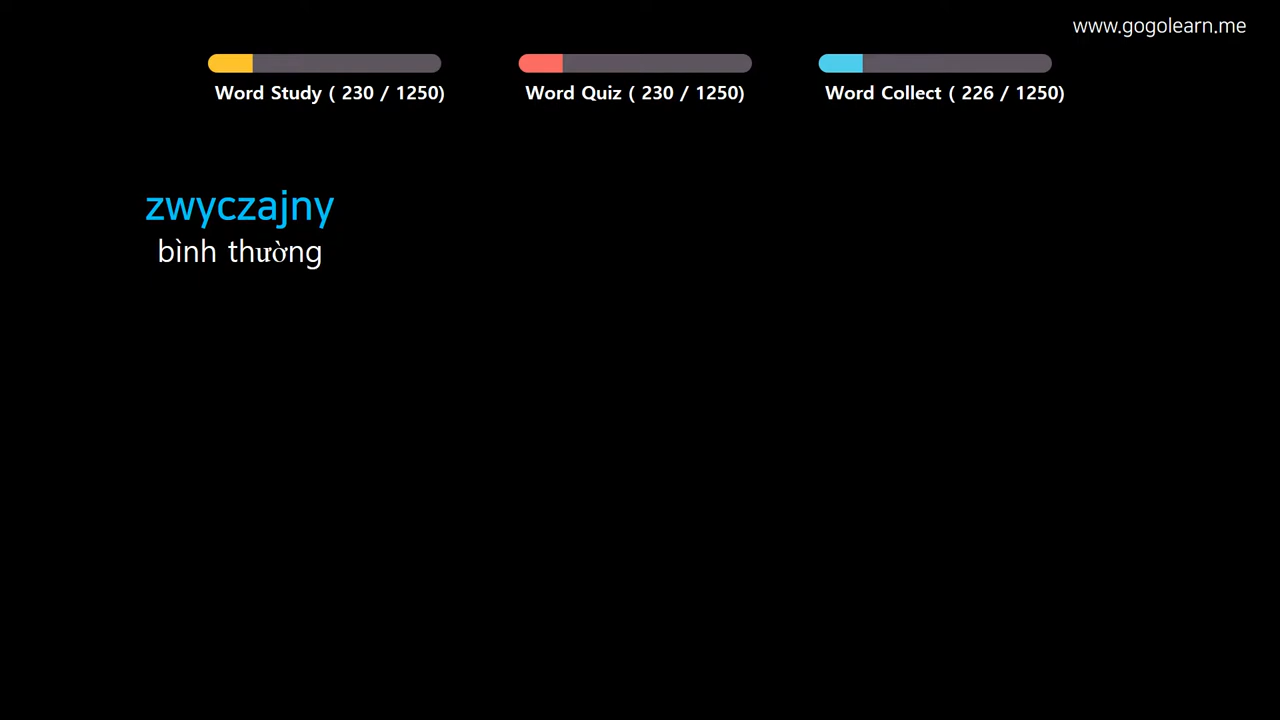 www.gogolearn.me
Word Study ( 230 / 1250)
Word Quiz ( 230 / 1250)
Word Collect ( 226 / 1250)
zwyczajny
bình thường